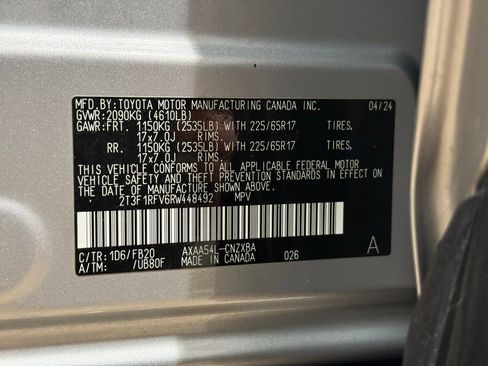 MFD.BY:TOYOTA MOTOR MANUFACTURING CANADA INC. 04/24
GVWR:2090KG (4610LB)
GAWR:FRT. 1150KG (2535LB) WITH 225/65R17 TIRES,
17x7.0J RIMS.
RR. 1150KG (2535LB) WITH 225/65R17 TIRES,
17x7.0J RIMS.
THIS VEHICLE CONFORMS TO ALL APPLICABLE FEDERAL MOTOR
VEHICLE SAFETY AND THEFT PREVENTION STANDARDS IN EFFECT ON
THE DATE OF MANUFACTURE SHOWN ABOVE.
2T3F1RFV6RW448492 MPV
C/TR:1D6/FB20 AXAA54L-CNZXBA
A/TM: /UB80F MADE IN CANADA 026 A